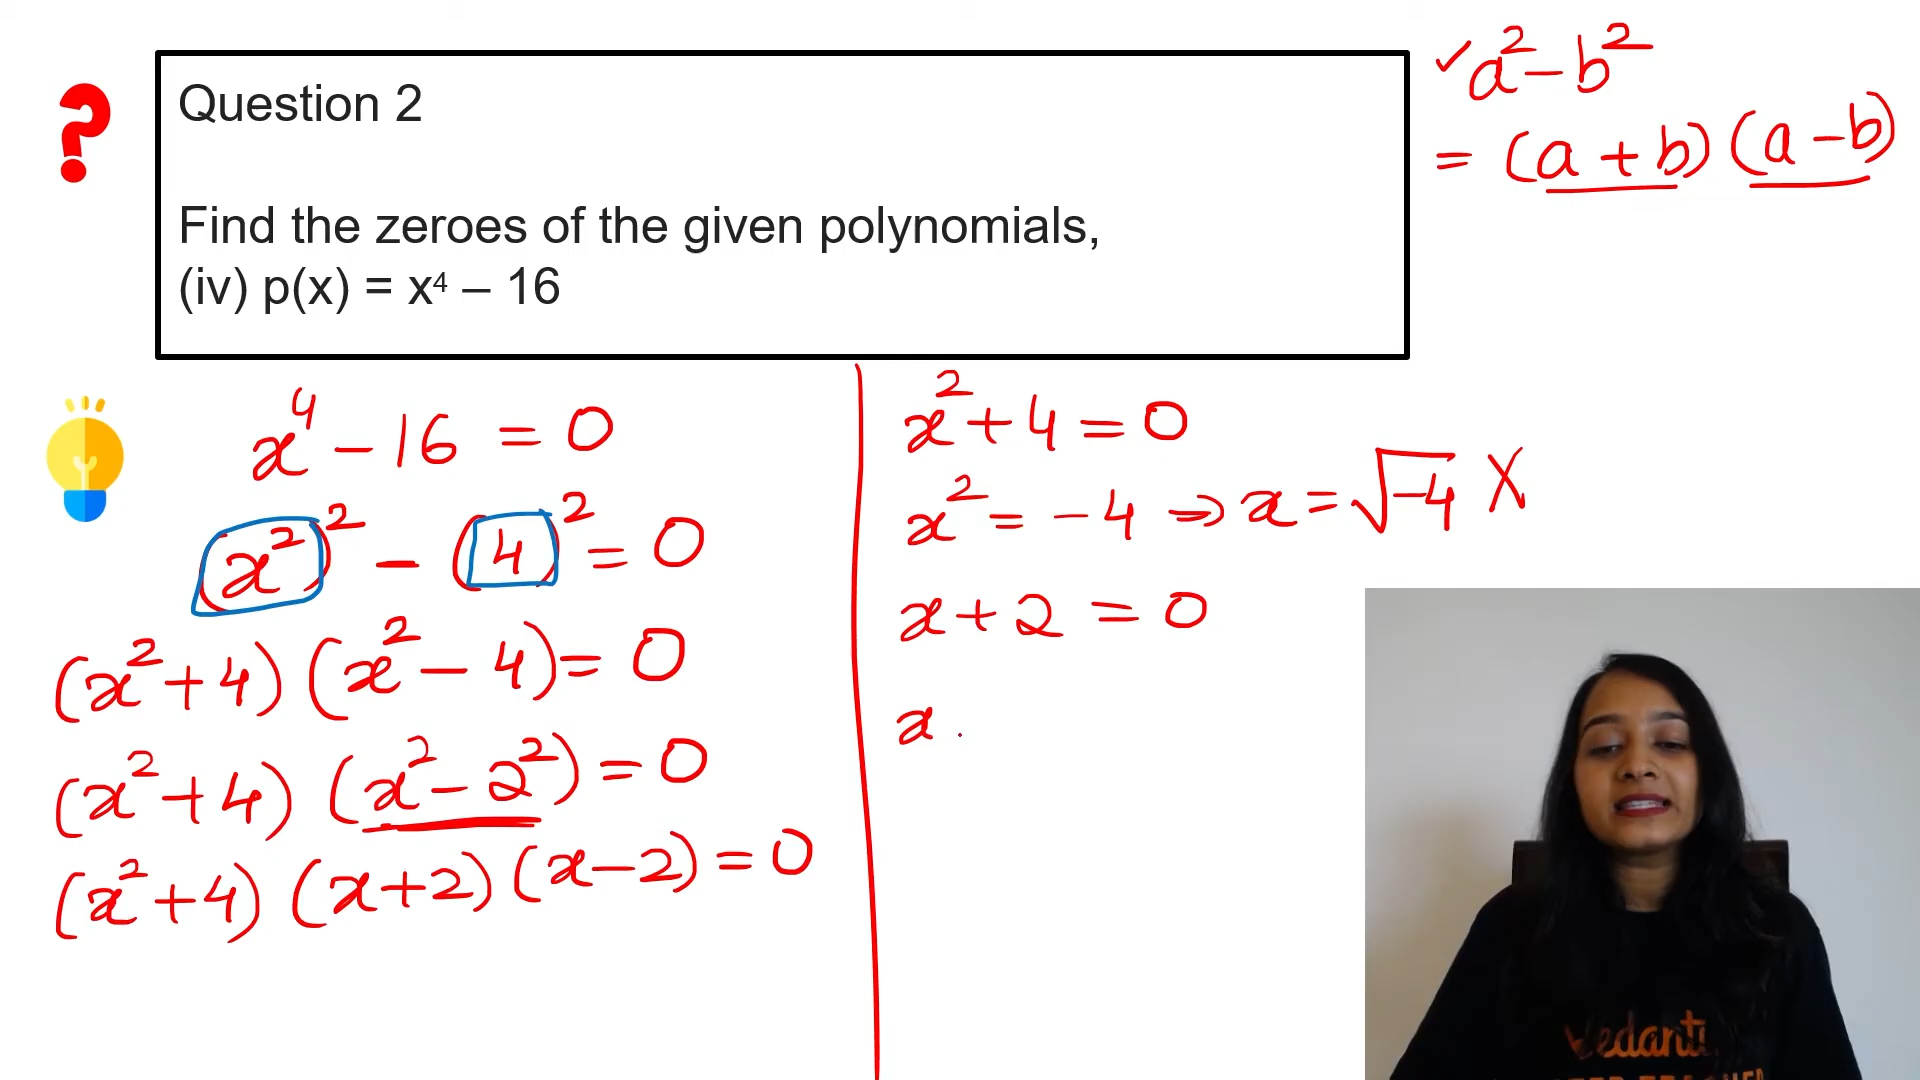 Question 2
Find the zeroes of the given polynomials,
(iv) p(x) = x⁴ – 16
✓ a² – b²
= (a + b) (a – b)
x⁴ – 16 = 0
(x²)² – (4)² = 0
(x² + 4) (x² – 4) = 0
(x² + 4) (x² – 2²) = 0
(x² + 4) (x + 2) (x – 2) = 0
x² + 4 = 0
x² = – 4 ⇒ x = √–4 X
x + 2 = 0
x
Vedantu